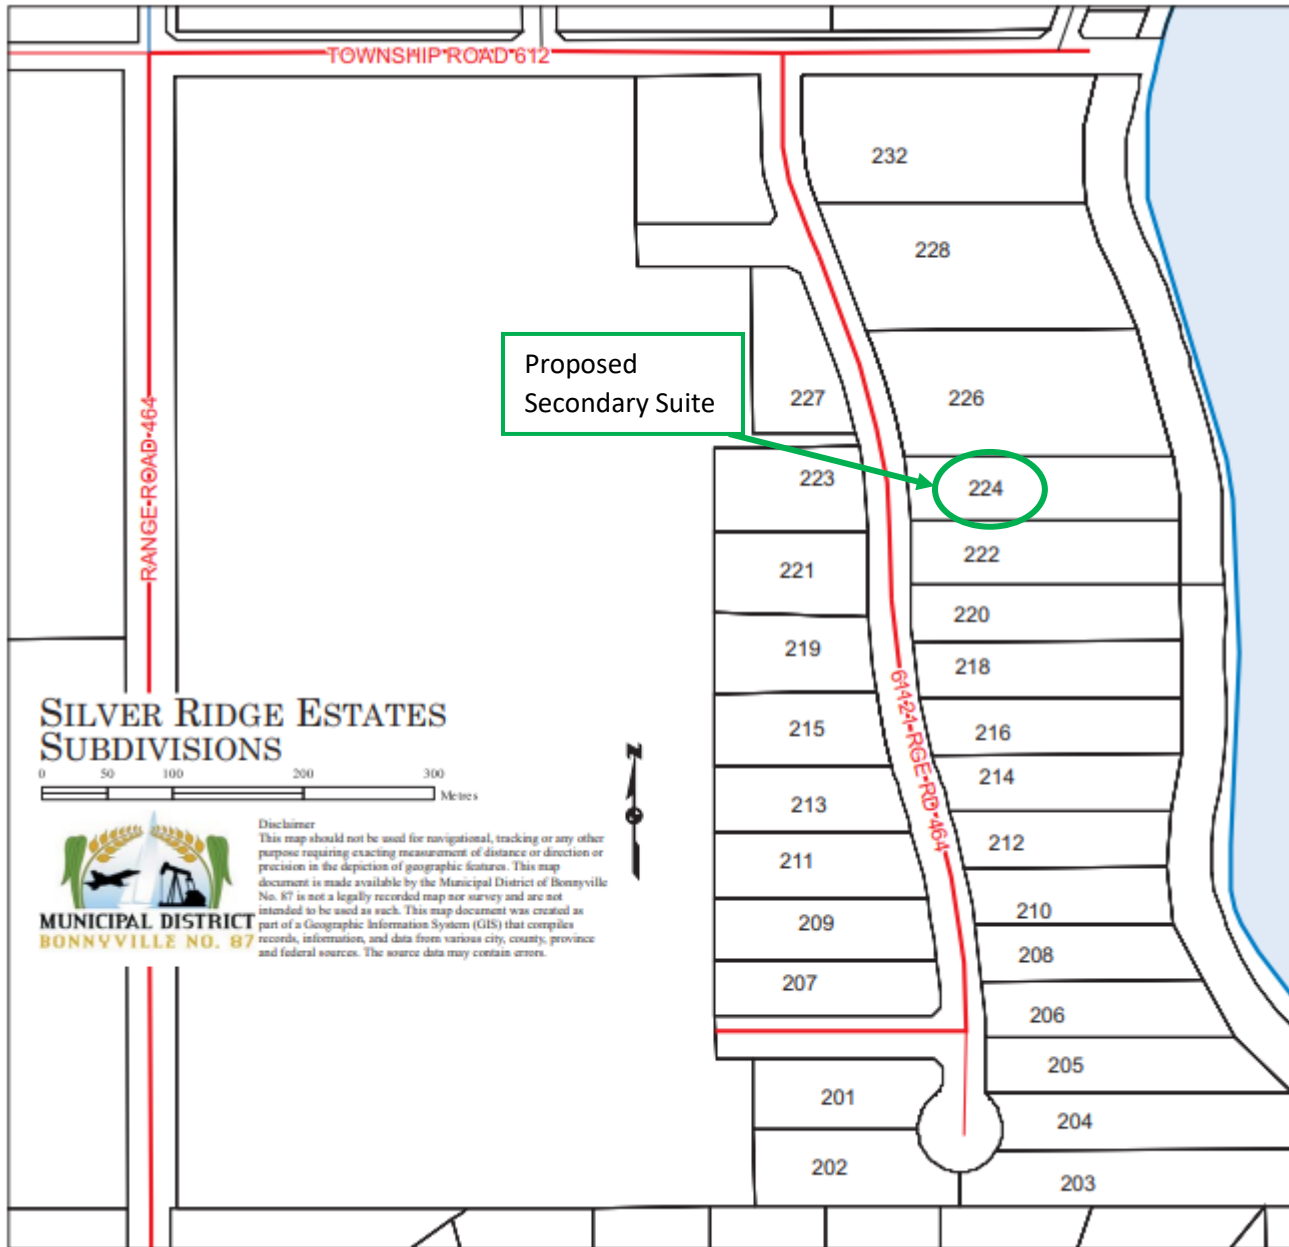 TOWNSHIP ROAD 612
232
228
Proposed
Secondary Suite
227
226
RANGE ROAD 464
223
224
222
221
220
219
218
61124 RGE RD 464
215
216
214
213
212
211
210
209
208
207
206
205
201
204
202
203
SILVER RIDGE ESTATES
SUBDIVISIONS
0 50 100 200 300
Metres
N
Disclaimer
This map should not be used for navigational, tracking or any other
purpose requiring exacting measurement of distance or direction or
precision in the depiction of geographic features. This map
document is made available by the Municipal District of Bonnyville
No. 87 is not a legally recorded map nor survey and are not
intended to be used as such. This map document was created as
part of a Geographic Information System (GIS) that compiles
records, information, and data from various city, county, province
and federal sources. The source data may contain errors.
MUNICIPAL DISTRICT
BONNYVILLE NO. 87